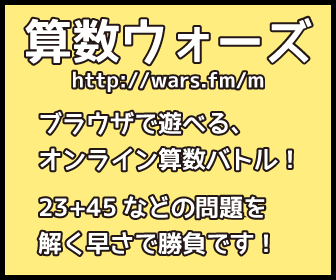 算数ウォーズ
http://wars.fm/m
ブラウザで遊べる、
オンライン算数バトル！
23+45 などの問題を
解く早さで勝負です！